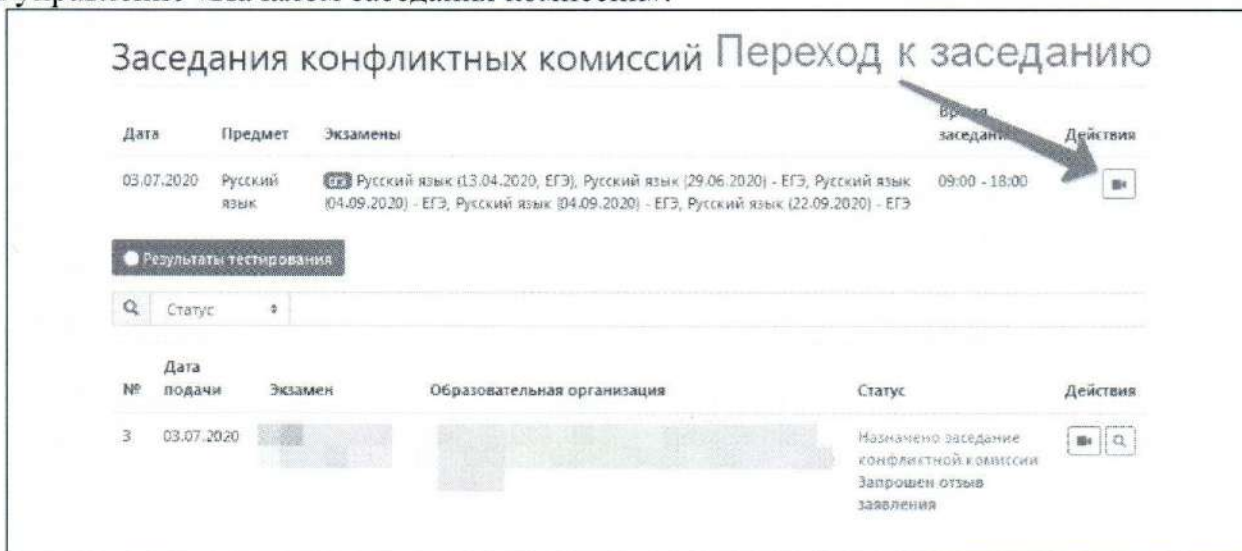 Заседания конфликтных комиссий Переход к заседанию
Дата Предмет Экзамены Время заседания Действия
03.07.2020 Русский язык Русский язык (13.04.2020, ЕГЭ), Русский язык (29.06.2020) - ЕГЭ, Русский язык 09:00 - 18:00
(04.09.2020) - ЕГЭ, Русский язык (04.09.2020) - ЕГЭ, Русский язык (22.09.2020) - ЕГЭ
Результаты тестирования
Статус
№ Дата подачи Экзамен Образовательная организация Статус Действия
3 03.07.2020 Назначено заседание
конфликтной комиссии
Запрошен отзыв
заявления